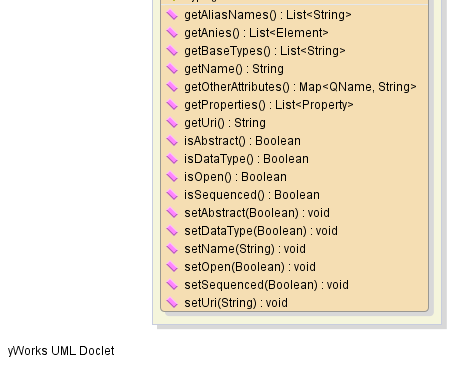 getAliasNames() : List<String>
getAnies() : List<Element>
getBaseTypes() : List<String>
getName() : String
getOtherAttributes() : Map<QName, String>
getProperties() : List<Property>
getUri() : String
isAbstract() : Boolean
isDataType() : Boolean
isOpen() : Boolean
isSequenced() : Boolean
setAbstract(Boolean) : void
setDataType(Boolean) : void
setName(String) : void
setOpen(Boolean) : void
setSequenced(Boolean) : void
setUri(String) : void
yWorks UML Doclet